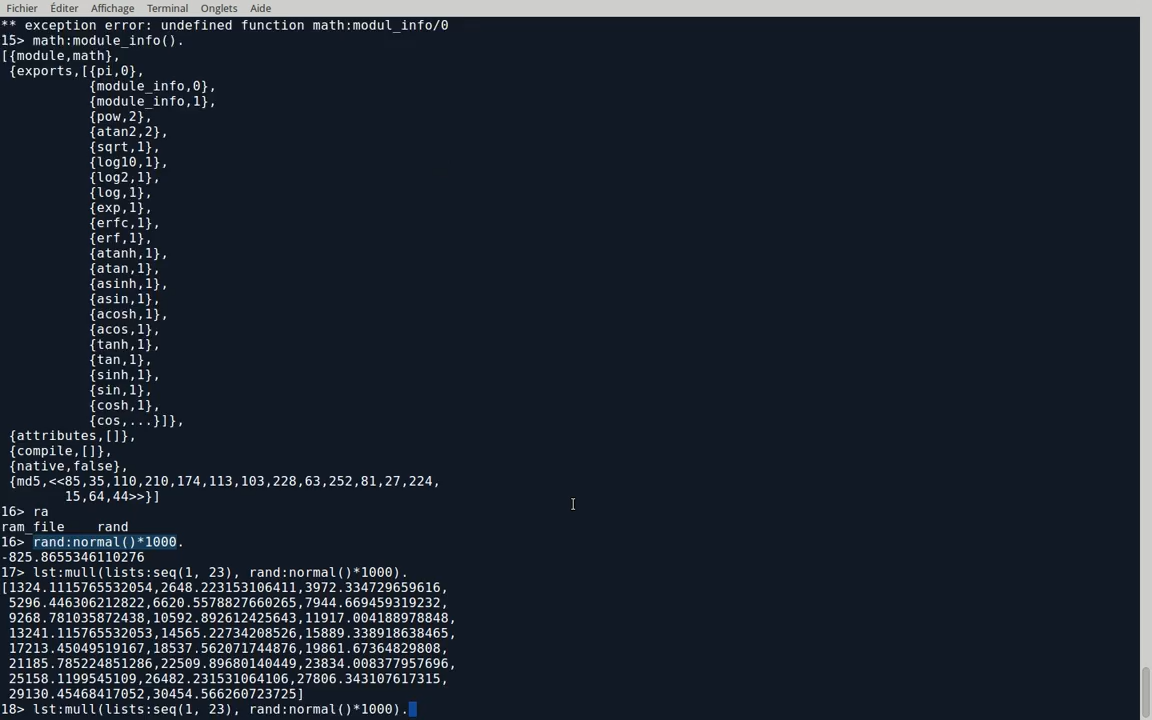 Fichier Éditer Affichage Terminal Onglets Aide
** exception error: undefined function math:modul_info/0
15> math:module_info().
[{module,math},
 {exports,[{pi,0},
           {module_info,0},
           {module_info,1},
           {pow,2},
           {atan2,2},
           {sqrt,1},
           {log10,1},
           {log2,1},
           {log,1},
           {exp,1},
           {erfc,1},
           {erf,1},
           {atanh,1},
           {atan,1},
           {asinh,1},
           {asin,1},
           {acosh,1},
           {acos,1},
           {tanh,1},
           {tan,1},
           {sinh,1},
           {sin,1},
           {cosh,1},
           {cos,...}]},
 {attributes,[]},
 {compile,[]},
 {native,false},
 {md5,<<85,35,110,210,174,113,103,228,63,252,81,27,224,
        15,64,44>>}]
16> ra
ram_file    rand
16> rand:normal()*1000.
-825.8655346110276
17> lst:mull(lists:seq(1, 23), rand:normal()*1000).
[1324.1115765532054,2648.223153106411,3972.334729659616,
 5296.446306212822,6620.5578827660265,7944.669459319232,
 9268.781035872438,10592.892612425643,11917.004188978848,
 13241.115765532053,14565.22734208526,15889.338918638465,
 17213.45049519167,18537.562071744876,19861.67364829808,
 21185.785224851286,22509.89680140449,23834.008377957696,
 25158.1199545109,26482.231531064106,27806.343107617315,
 29130.45468417052,30454.566260723725]
18> lst:mull(lists:seq(1, 23), rand:normal()*1000).